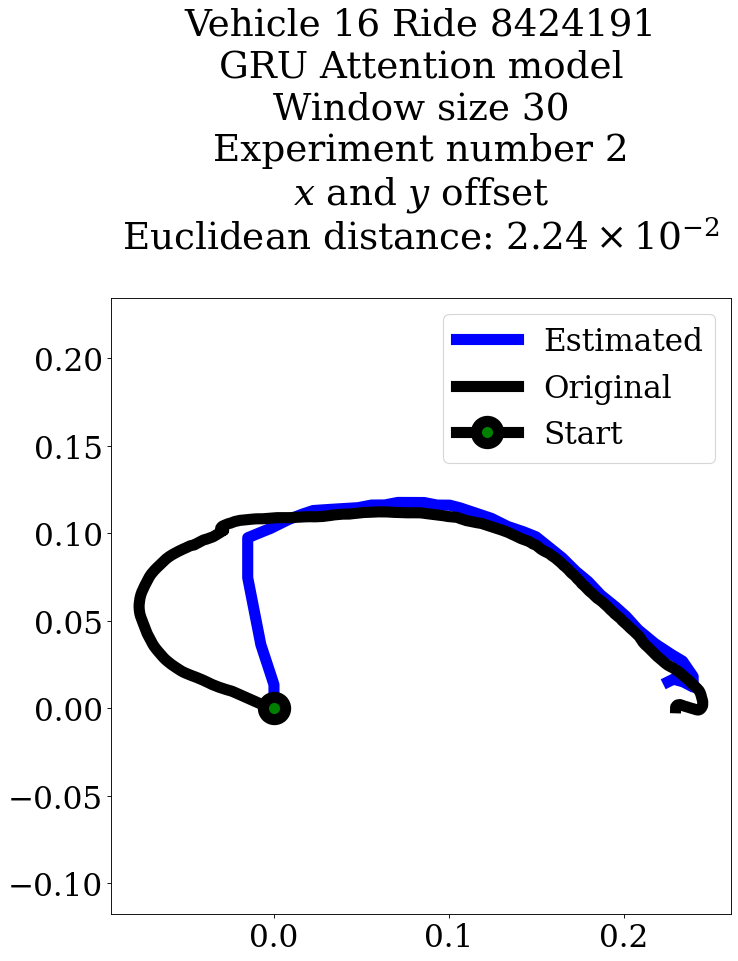 Vehicle 16 Ride 8424191
GRU Attention model
Window size 30
Experiment number 2
x and y offset
Euclidean distance: 2.24 × 10⁻²
Estimated
Original
Start
0.20
0.15
0.10
0.05
0.00
−0.05
−0.10
0.0 0.1 0.2